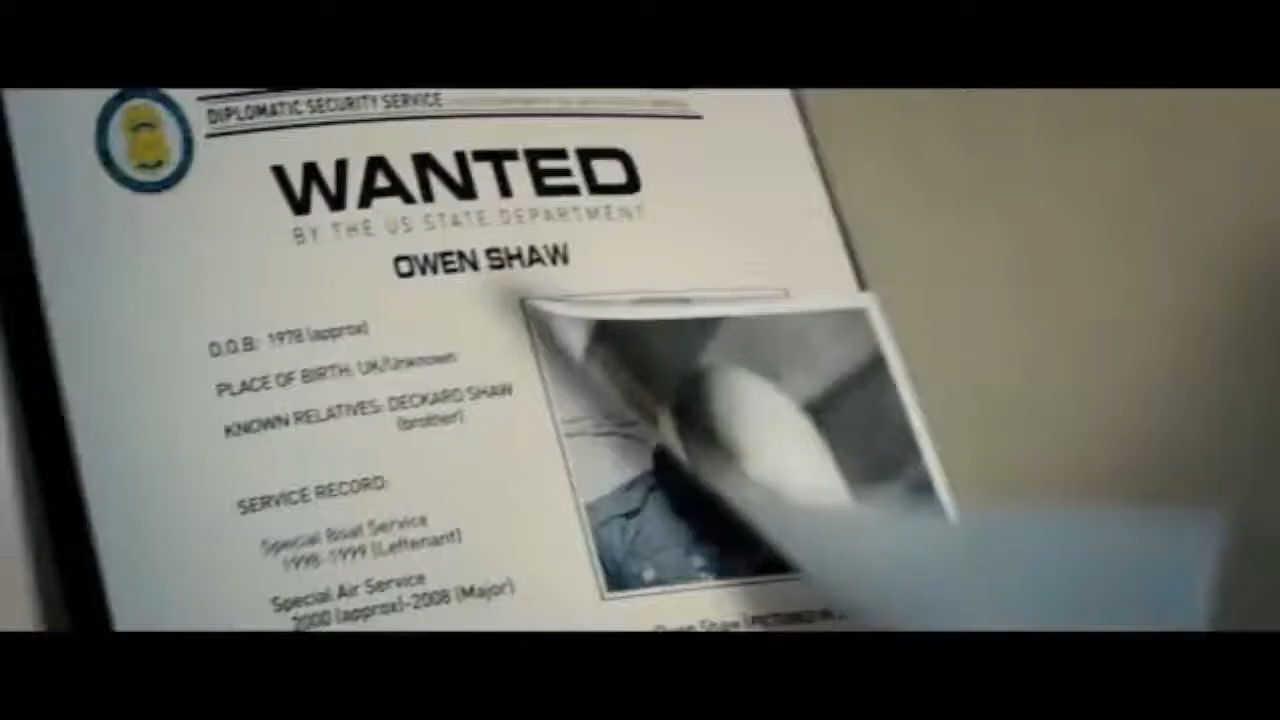 DIPLOMATIC SECURITY SERVICE
WANTED
BY THE US STATE DEPARTMENT
OWEN SHAW
D.O.B: 1978 (approx)
PLACE OF BIRTH: UK/Unknown
KNOWN RELATIVES: DECKARD SHAW
(brother)
SERVICE RECORD:
Special Boat Service
1998-1999 (Leftenant)
Special Air Service
2000 (approx)-2008 (Major)
Owen Shaw